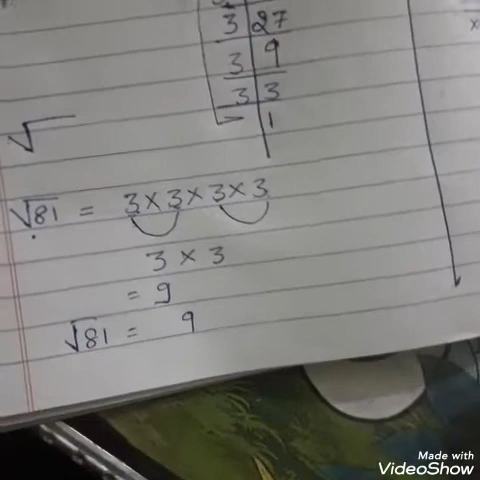 3 27
3 9
3 3
1
√
√81 = 3 × 3 × 3 × 3
3 × 3
= 9
√81 = 9
Made with
VideoShow